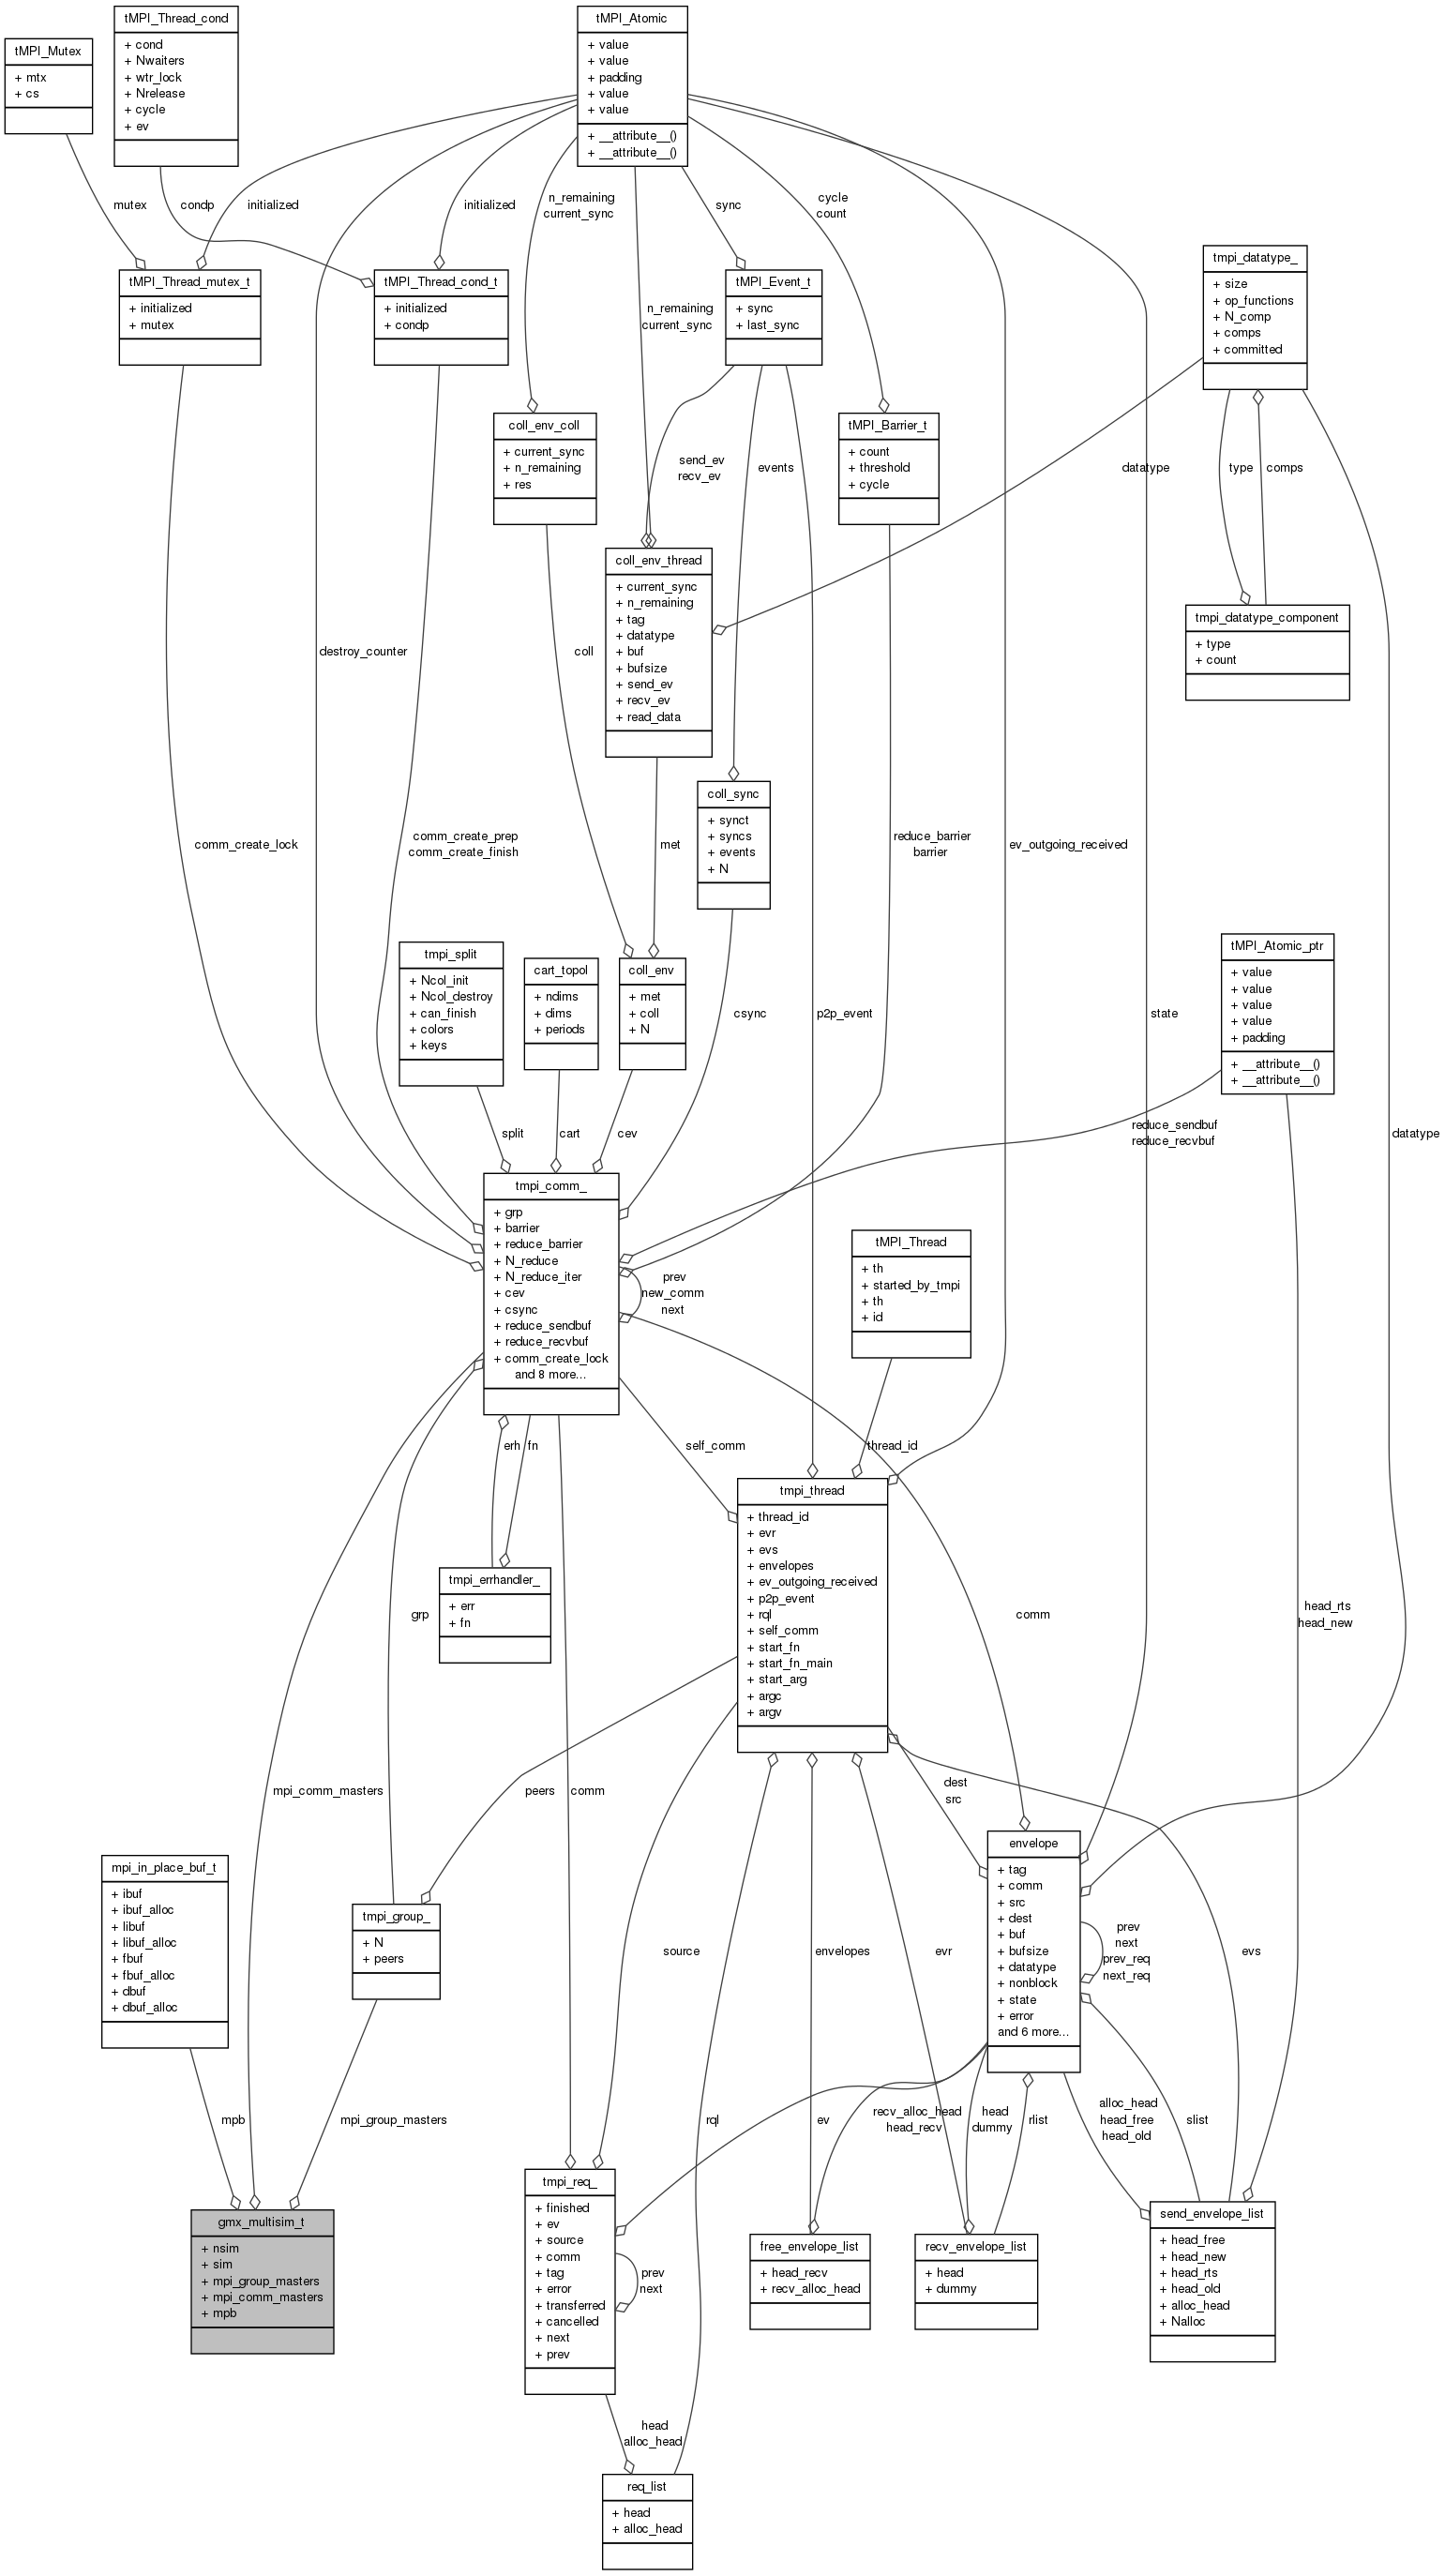 tMPI_Thread_cond
+ cond
+ Nwaiters
+ wtr_lock
+ Nrelease
+ cycle
+ ev
tMPI_Atomic
+ value
+ value
+ padding
+ value
+ value
+ __attribute__()
+ __attribute__()
tMPI_Mutex
+ mtx
+ cs
mutex
condp
initialized
initialized
n_remaining
current_sync
sync
cycle
count
tMPI_Thread_mutex_t
+ initialized
+ mutex
tMPI_Thread_cond_t
+ initialized
+ condp
n_remaining
current_sync
tMPI_Event_t
+ sync
+ last_sync
tmpi_datatype_
+ size
+ op_functions
+ N_comp
+ comps
+ committed
coll_env_coll
+ current_sync
+ n_remaining
+ res
send_ev
recv_ev
events
tMPI_Barrier_t
+ count
+ threshold
+ cycle
datatype
type
comps
destroy_counter
coll
coll_env_thread
+ current_sync
+ n_remaining
+ tag
+ datatype
+ buf
+ bufsize
+ send_ev
+ recv_ev
+ read_data
tmpi_datatype_component
+ type
+ count
comm_create_lock
comm_create_prep
comm_create_finish
met
coll_sync
+ synct
+ syncs
+ events
+ N
reduce_barrier
barrier
ev_outgoing_received
tmpi_split
+ Ncol_init
+ Ncol_destroy
+ can_finish
+ colors
+ keys
cart_topol
+ ndims
+ dims
+ periods
coll_env
+ met
+ coll
+ N
csync
p2p_event
state
tMPI_Atomic_ptr
+ value
+ value
+ value
+ value
+ padding
+ __attribute__()
+ __attribute__()
split
cart
cev
reduce_sendbuf
reduce_recvbuf
datatype
tmpi_comm_
+ grp
+ barrier
+ reduce_barrier
+ N_reduce
+ N_reduce_iter
+ cev
+ csync
+ reduce_sendbuf
+ reduce_recvbuf
+ comm_create_lock
and 8 more...
prev
new_comm
next
tMPI_Thread
+ th
+ started_by_tmpi
+ th
+ id
erh
fn
self_comm
thread_id
tmpi_errhandler_
+ err
+ fn
grp
tmpi_thread
+ thread_id
+ evr
+ evs
+ envelopes
+ ev_outgoing_received
+ p2p_event
+ rql
+ self_comm
+ start_fn
+ start_fn_main
+ start_arg
+ argc
+ argv
comm
head_rts
head_new
mpi_comm_masters
peers
comm
dest
src
mpi_in_place_buf_t
+ ibuf
+ ibuf_alloc
+ libuf
+ libuf_alloc
+ fbuf
+ fbuf_alloc
+ dbuf
+ dbuf_alloc
tmpi_group_
+ N
+ peers
source
envelopes
evr
envelope
+ tag
+ comm
+ src
+ dest
+ buf
+ bufsize
+ datatype
+ nonblock
+ state
+ error
and 6 more...
prev
next
prev_req
next_req
evs
mpb
mpi_group_masters
rql
ev
recv_alloc_head
head_recv
head
dummy
rlist
alloc_head
head_free
head_old
slist
gmx_multisim_t
+ nsim
+ sim
+ mpi_group_masters
+ mpi_comm_masters
+ mpb
tmpi_req_
+ finished
+ ev
+ source
+ comm
+ tag
+ error
+ transferred
+ cancelled
+ next
+ prev
prev
next
free_envelope_list
+ head_recv
+ recv_alloc_head
recv_envelope_list
+ head
+ dummy
send_envelope_list
+ head_free
+ head_new
+ head_rts
+ head_old
+ alloc_head
+ Nalloc
head
alloc_head
req_list
+ head
+ alloc_head